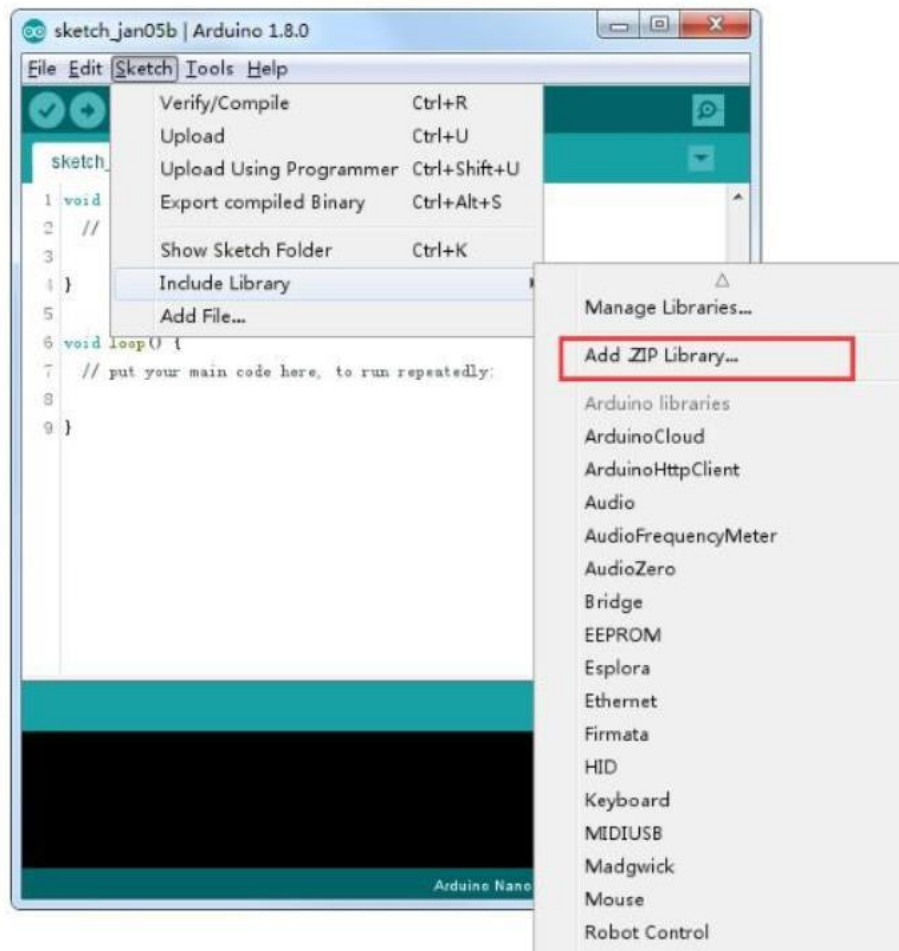 sketch_jan05b | Arduino 1.8.0
File Edit Sketch Tools Help
Verify/Compile Ctrl+R
Upload Ctrl+U
Upload Using Programmer Ctrl+Shift+U
Export compiled Binary Ctrl+Alt+S
Show Sketch Folder Ctrl+K
Include Library
Add File...
sketch_
1 void
2 //
3
4 }
5
6 void loop() {
7 // put your main code here, to run repeatedly:
8
9 }
Arduino Nano
Manage Libraries...
Add .ZIP Library...
Arduino libraries
ArduinoCloud
ArduinoHttpClient
Audio
AudioFrequencyMeter
AudioZero
Bridge
EEPROM
Esplora
Ethernet
Firmata
HID
Keyboard
MIDIUSB
Madgwick
Mouse
Robot Control